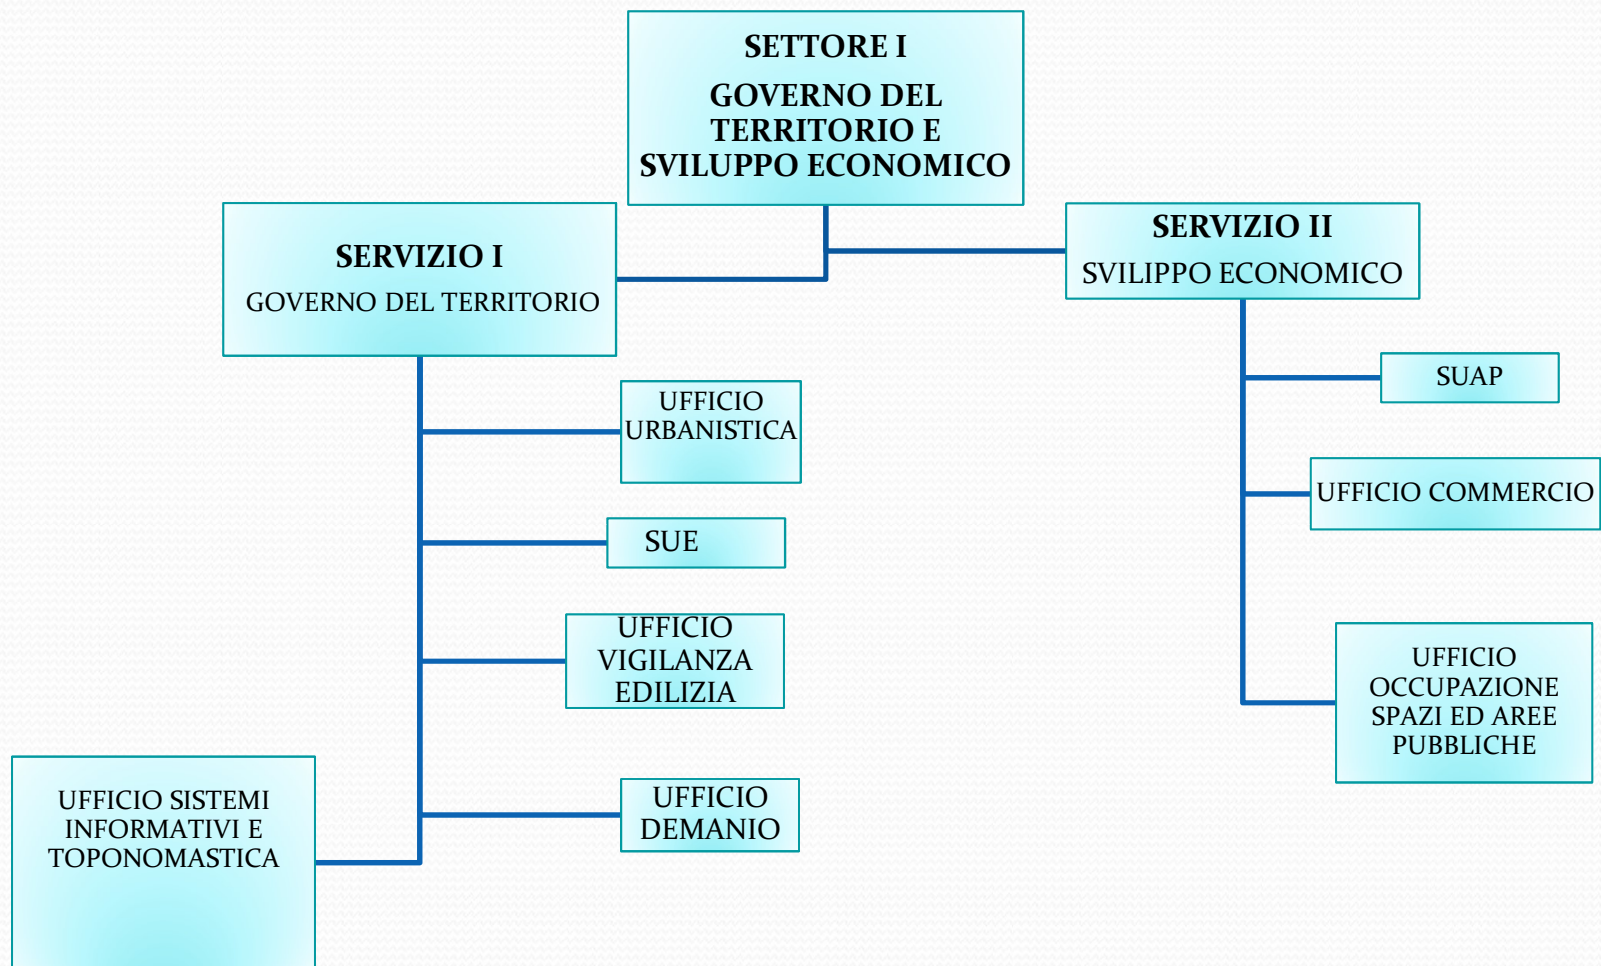 SETTORE I
GOVERNO DEL
TERRITORIO E
SVILUPPO ECONOMICO
SERVIZIO I
GOVERNO DEL TERRITORIO
SERVIZIO II
SVILIPPO ECONOMICO
UFFICIO
URBANISTICA
SUE
UFFICIO
VIGILANZA
EDILIZIA
UFFICIO
DEMANIO
UFFICIO SISTEMI
INFORMATIVI E
TOPONOMASTICA
SUAP
UFFICIO COMMERCIO
UFFICIO
OCCUPAZIONE
SPAZI ED AREE
PUBBLICHE